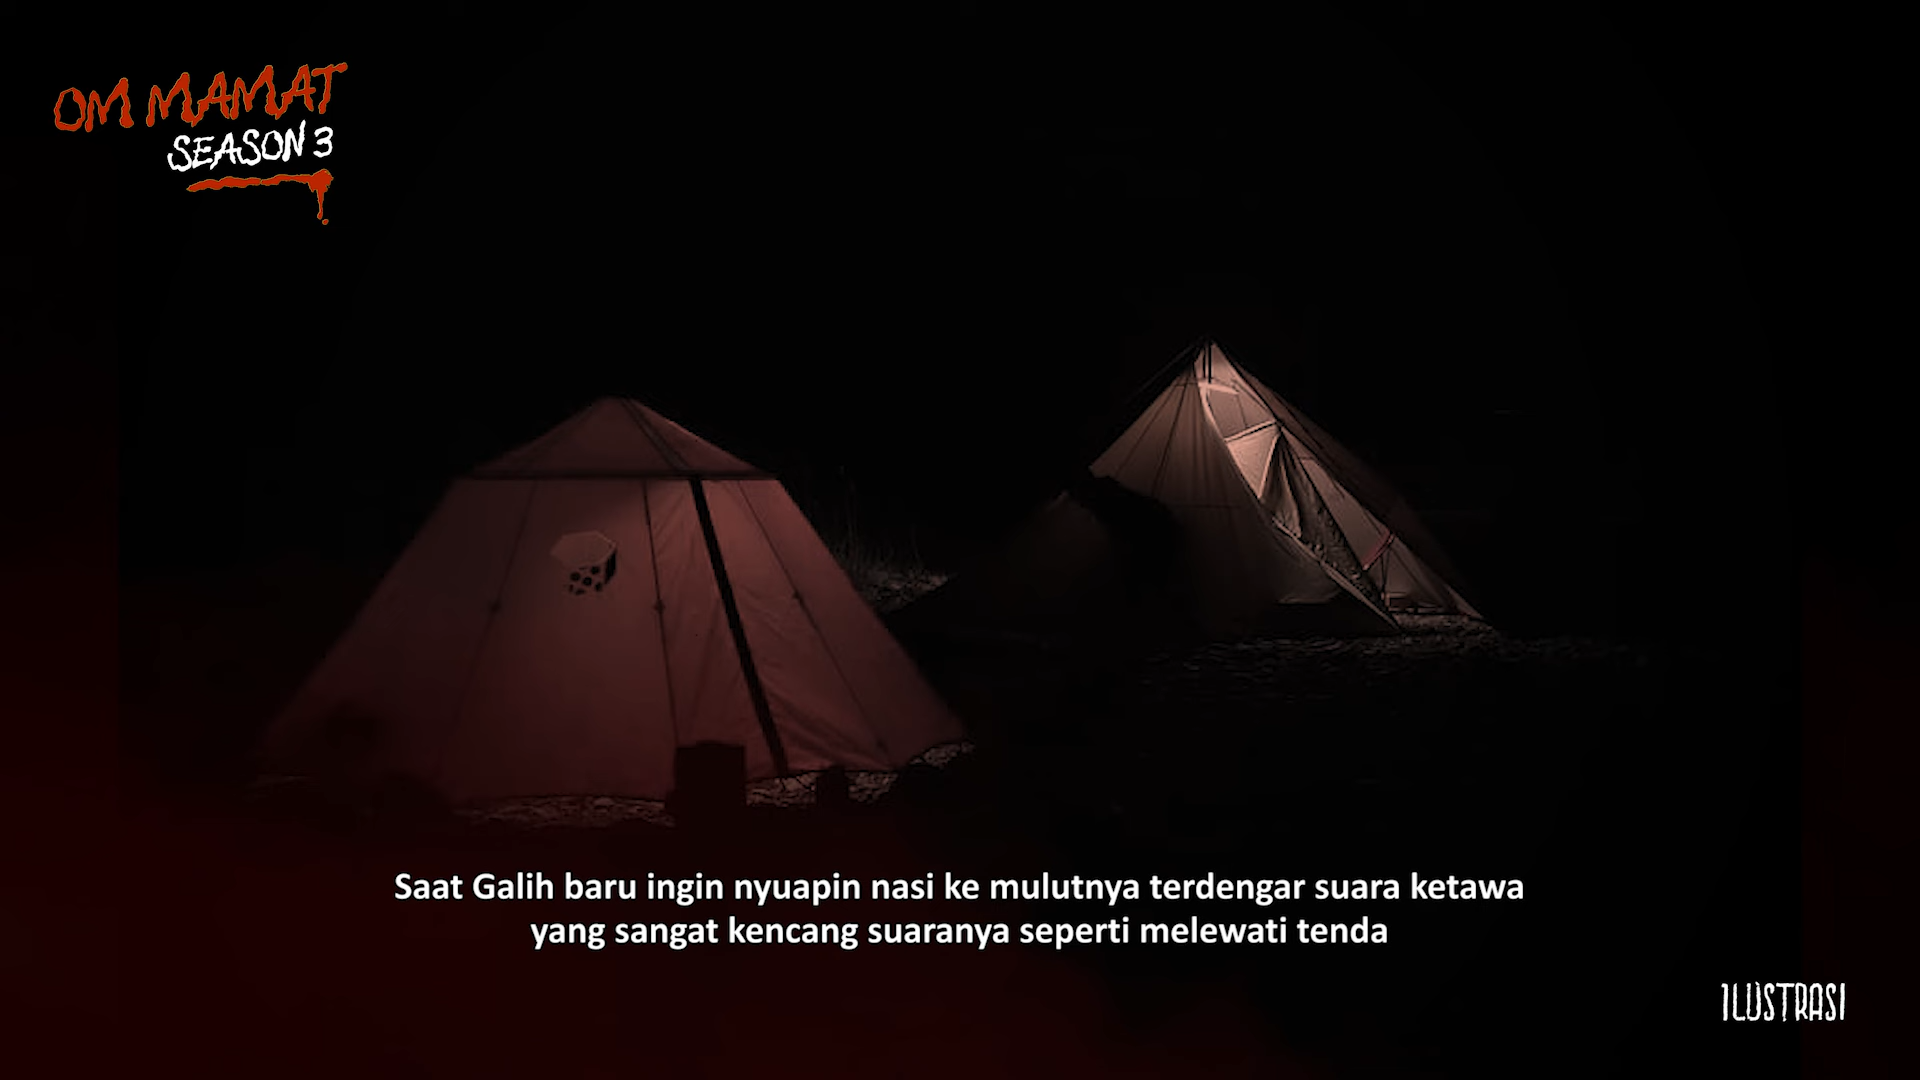 OM MAMAT
SEASON 3
Saat Galih baru ingin nyuapin nasi ke mulutnya terdengar suara ketawa
yang sangat kencang suaranya seperti melewati tenda
ILUSTRASI